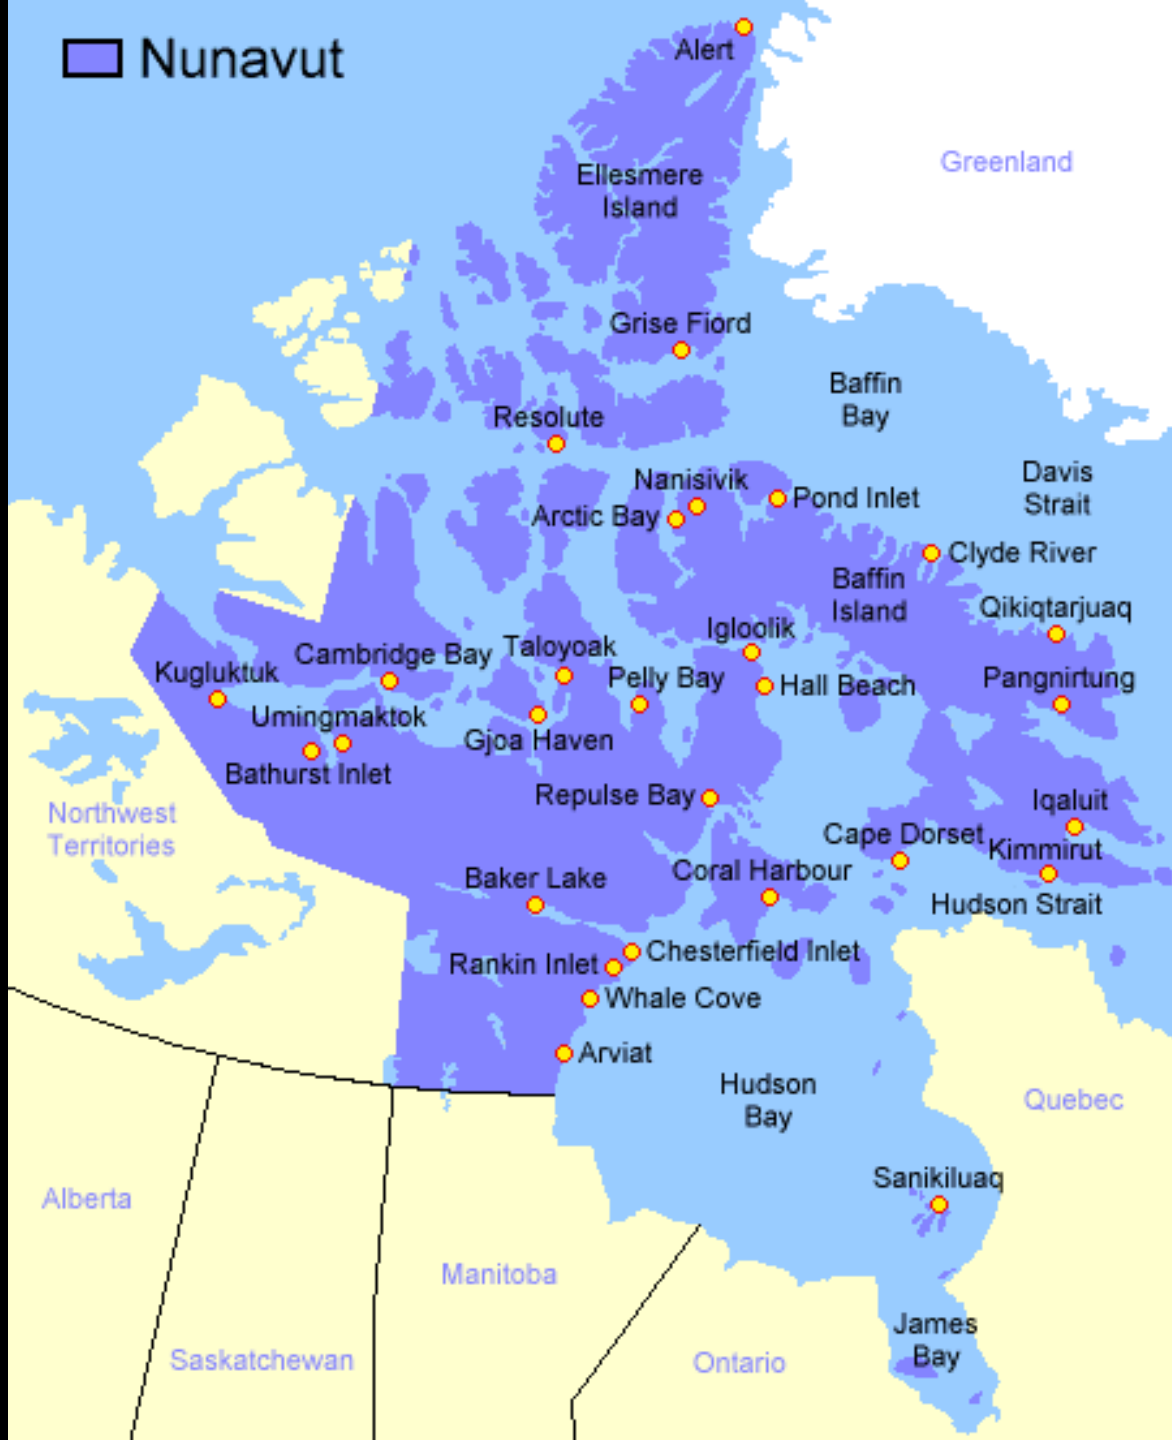 Nunavut
Alert
Greenland
Ellesmere
Island
Grise Fiord
Baffin
Bay
Resolute
Davis
Strait
Nanisivik
Pond Inlet
Arctic Bay
Clyde River
Baffin
Island
Qikiqtarjuaq
Igloolik
Taloyoak
Cambridge Bay
Kugluktuk
Pelly Bay
Hall Beach
Pangnirtung
Umingmaktok
Gjoa Haven
Bathurst Inlet
Repulse Bay
Iqaluit
Northwest
Territories
Cape Dorset
Kimmirut
Coral Harbour
Baker Lake
Hudson Strait
Chesterfield Inlet
Rankin Inlet
Whale Cove
Arviat
Hudson
Bay
Quebec
Sanikiluaq
Alberta
Manitoba
James
Bay
Saskatchewan
Ontario